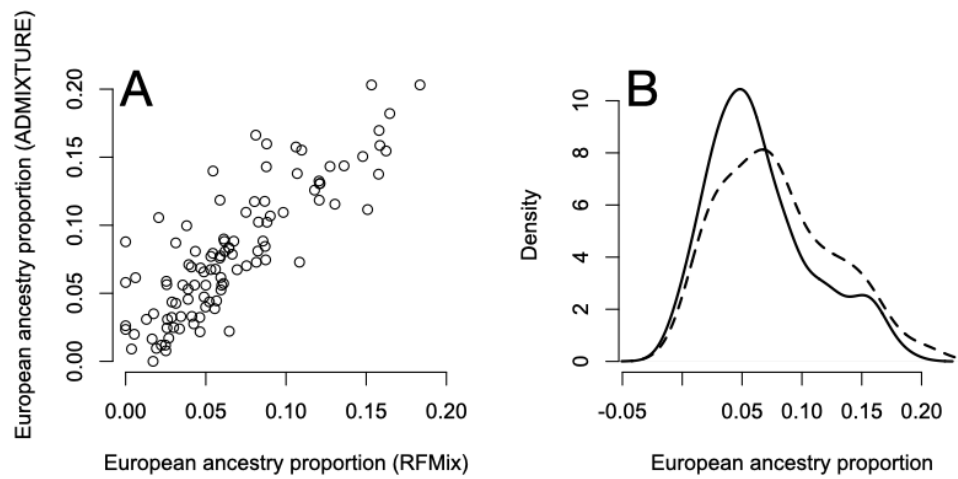 A
European ancestry proportion (ADMIXTURE)
0.20
0.15
0.10
0.05
0.00
0.00 0.05 0.10 0.15 0.20
European ancestry proportion (RFMix)
B
Density
10
8
6
4
2
0
-0.05 0.05 0.10 0.15 0.20
European ancestry proportion